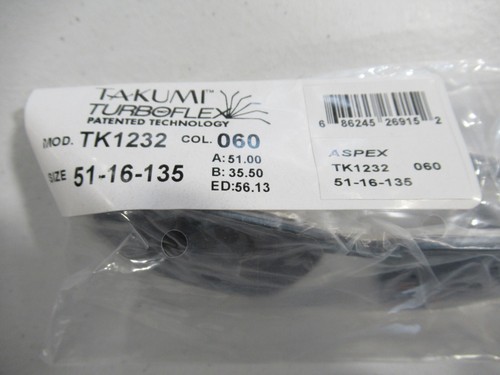 TAKUMI™
TURBOFLEX
PATENTED TECHNOLOGY
MOD. TK1232 COL. 060
A: 51.00
SIZE 51-16-135
B: 35.50
ED: 56.13
6 86245 26915 2
ASPEX
TK1232 060
51-16-135